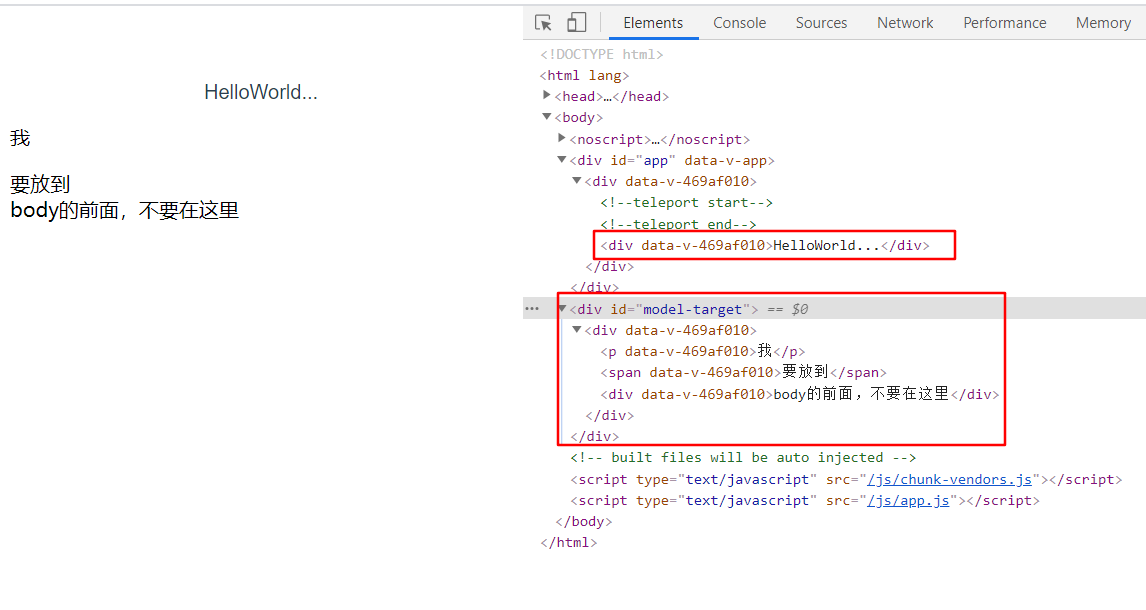 HelloWorld...
我
要放到
body的前面，不要在这里
Elements Console Sources Network Performance Memory
<!DOCTYPE html>
<html lang>
<head>…</head>
<body>
<noscript>…</noscript>
<div id="app" data-v-app>
<div data-v-469af010>
<!--teleport start-->
<!--teleport end-->
<div data-v-469af010>HelloWorld...</div>
</div>
</div>
<div id="model-target"> == $0
<div data-v-469af010>
<p data-v-469af010>我</p>
<span data-v-469af010>要放到</span>
<div data-v-469af010>body的前面，不要在这里</div>
</div>
</div>
<!-- built files will be auto injected -->
<script type="text/javascript" src="/js/chunk-vendors.js"></script>
<script type="text/javascript" src="/js/app.js"></script>
</body>
</html>